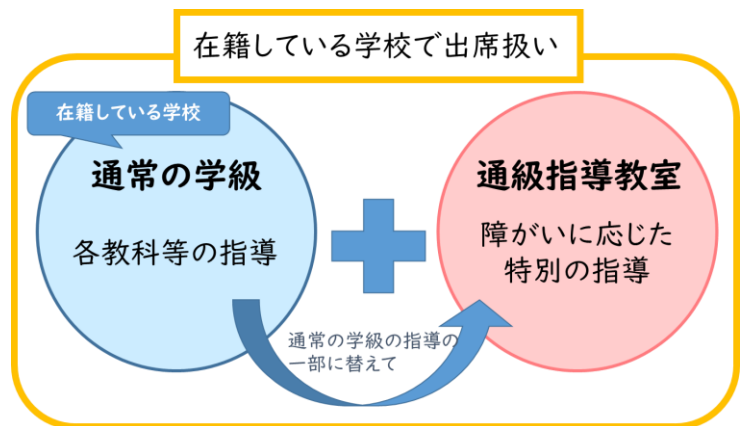 在籍している学校で出席扱い
在籍している学校
通常の学級
各教科等の指導
通級指導教室
障がいに応じた
特別の指導
通常の学級の指導の
一部に替えて